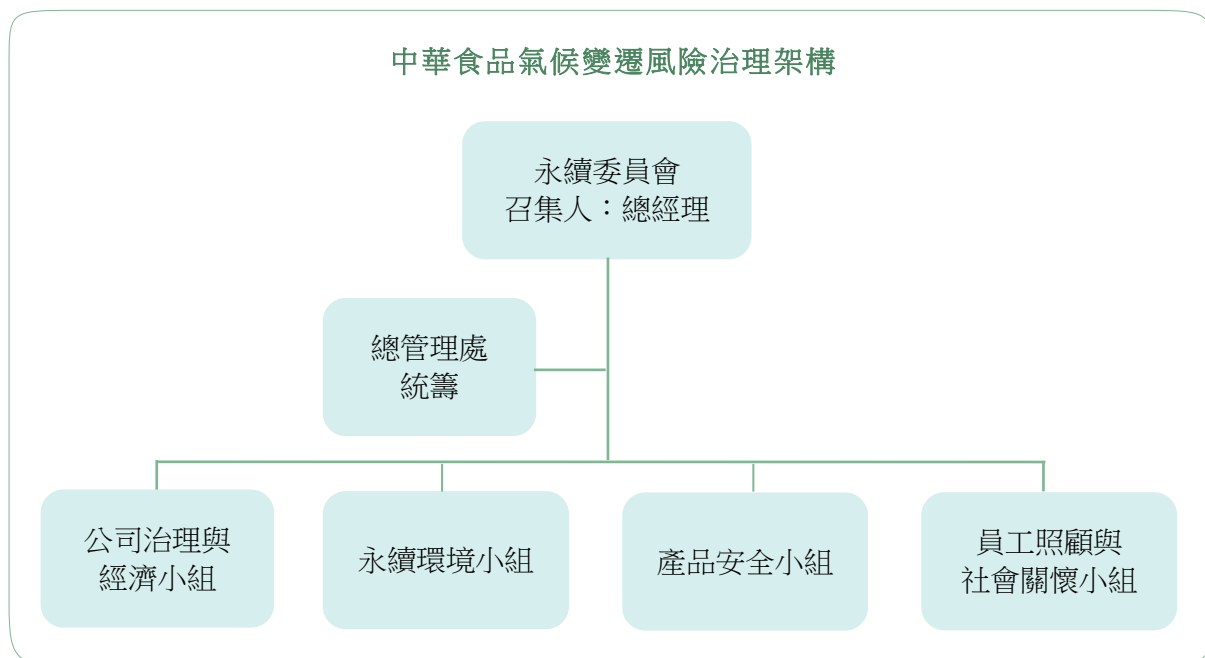 中華食品氣候變遷風險治理架構
永續委員會
召集人：總經理
總管理處
統籌
公司治理與
經濟小組
永續環境小組
產品安全小組
員工照顧與
社會關懷小組